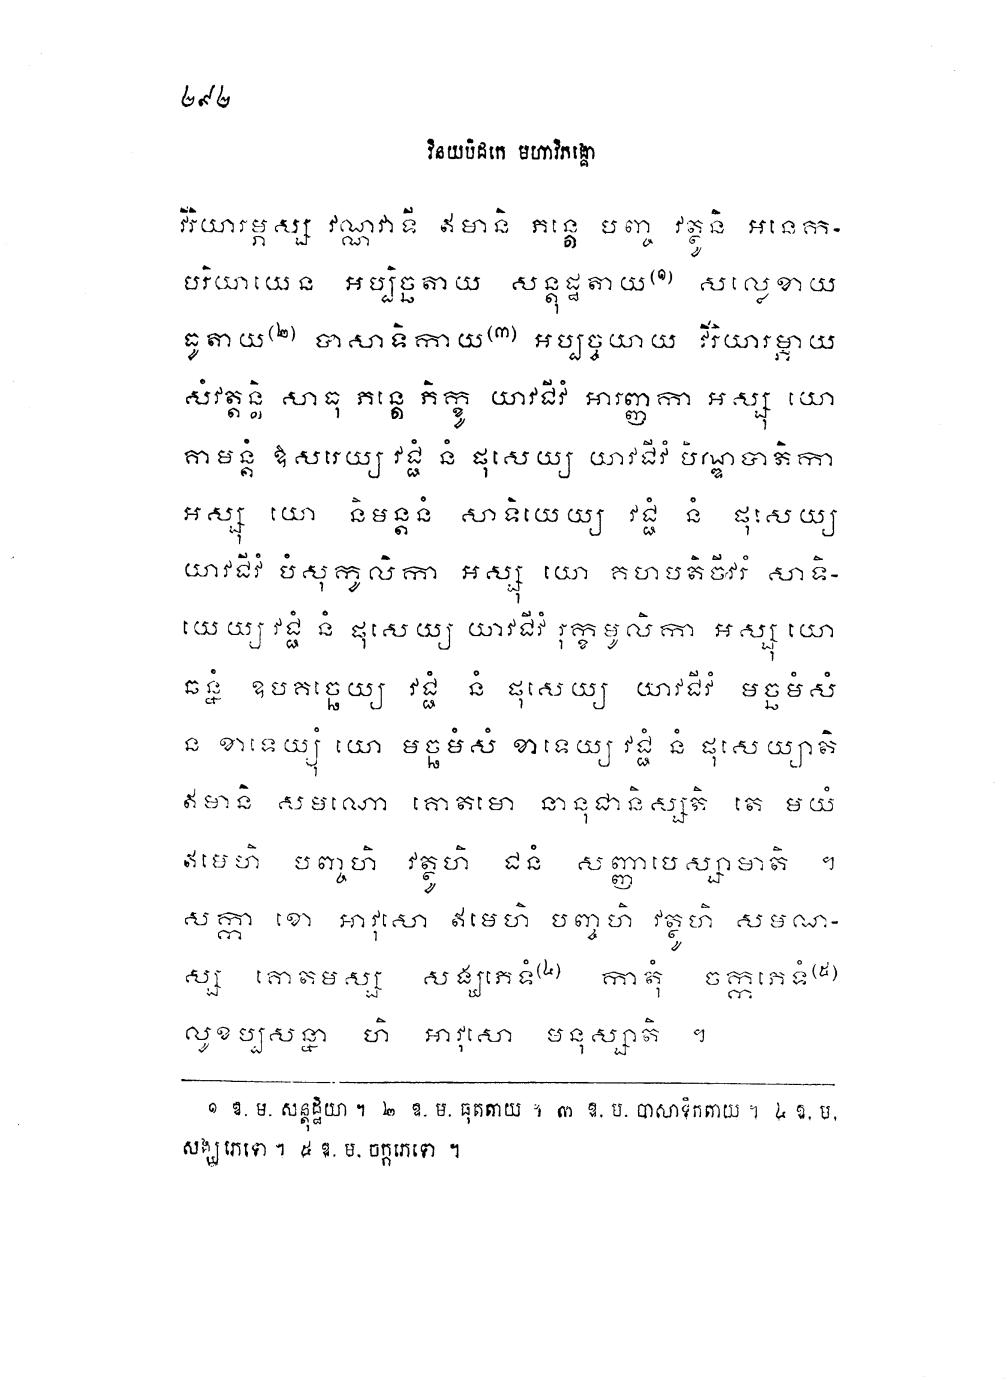 ២៩២
វិនយបិដកេ មហាវិភង្គោ
វីរិយារម្ភស្ស វណ្ណវាទី ឥមានិ ភន្តេ បញ្ច វត្ថូនិ អនេក-
បរិយាយេន អប្បិច្ឆតាយ សន្តុដ្ឋតាយ(១) សល្លេខាយ
ធូតាយ(២) បាសាទិកាយ(៣) អប្បច្ចយាយ វីរិយារម្ភាយ
សំវត្តន្តិ សាធុ ភន្តេ ភិក្ខូ យាវជីវំ អារញ្ញកា អស្សុ យោ
គាមន្តំ ឱសរេយ្យ វជ្ជំ នំ ផុសេយ្យ យាវជីវំ បិណ្ឌបាតិកា
អស្សុ យោ និមន្តនំ សាទិយេយ្យ វជ្ជំ នំ ផុសេយ្យ
យាវជីវំ បំសុកូលិកា អស្សុ យោ គហបតិចីវរំ សាទិ-
យេយ្យ វជ្ជំ នំ ផុសេយ្យ យាវជីវំ រុក្ខមូលិកា អស្សុ យោ
ឆន្នំ ឧបគច្ឆេយ្យ វជ្ជំ នំ ផុសេយ្យ យាវជីវំ មច្ឆមំសំ
ន ខាទេយ្យុំ យោ មច្ឆមំសំ ខាទេយ្យ វជ្ជំ នំ ផុសេយ្យាតិ
ឥមានិ សមណោ គោតមោ នានុជានិស្សតិ តេ មយំ
ឥមេហិ បញ្ចហិ វត្ថូហិ ជនំ សញ្ញាបេស្សាមាតិ ។
សក្កា ខោ អាវុសោ ឥមេហិ បញ្ចហិ វត្ថូហិ សមណ-
ស្ស គោតមស្ស សង្ឃភេទំ(៤) កាតុំ ចក្កភេទំ(៥)
លូខប្បសន្នា ហិ អាវុសោ មនុស្សាតិ ។
១ ឱ. ម. សន្តុដ្ឋិយា ។ ២ ឱ. ម. ធុតតាយ ។ ៣ ឱ. ម. បាសាទិកតាយ ។ ៤ ឱ. ម.
សង្ឃភេទោ ។ ៥ ឱ. ម. ចក្កភេទោ ។